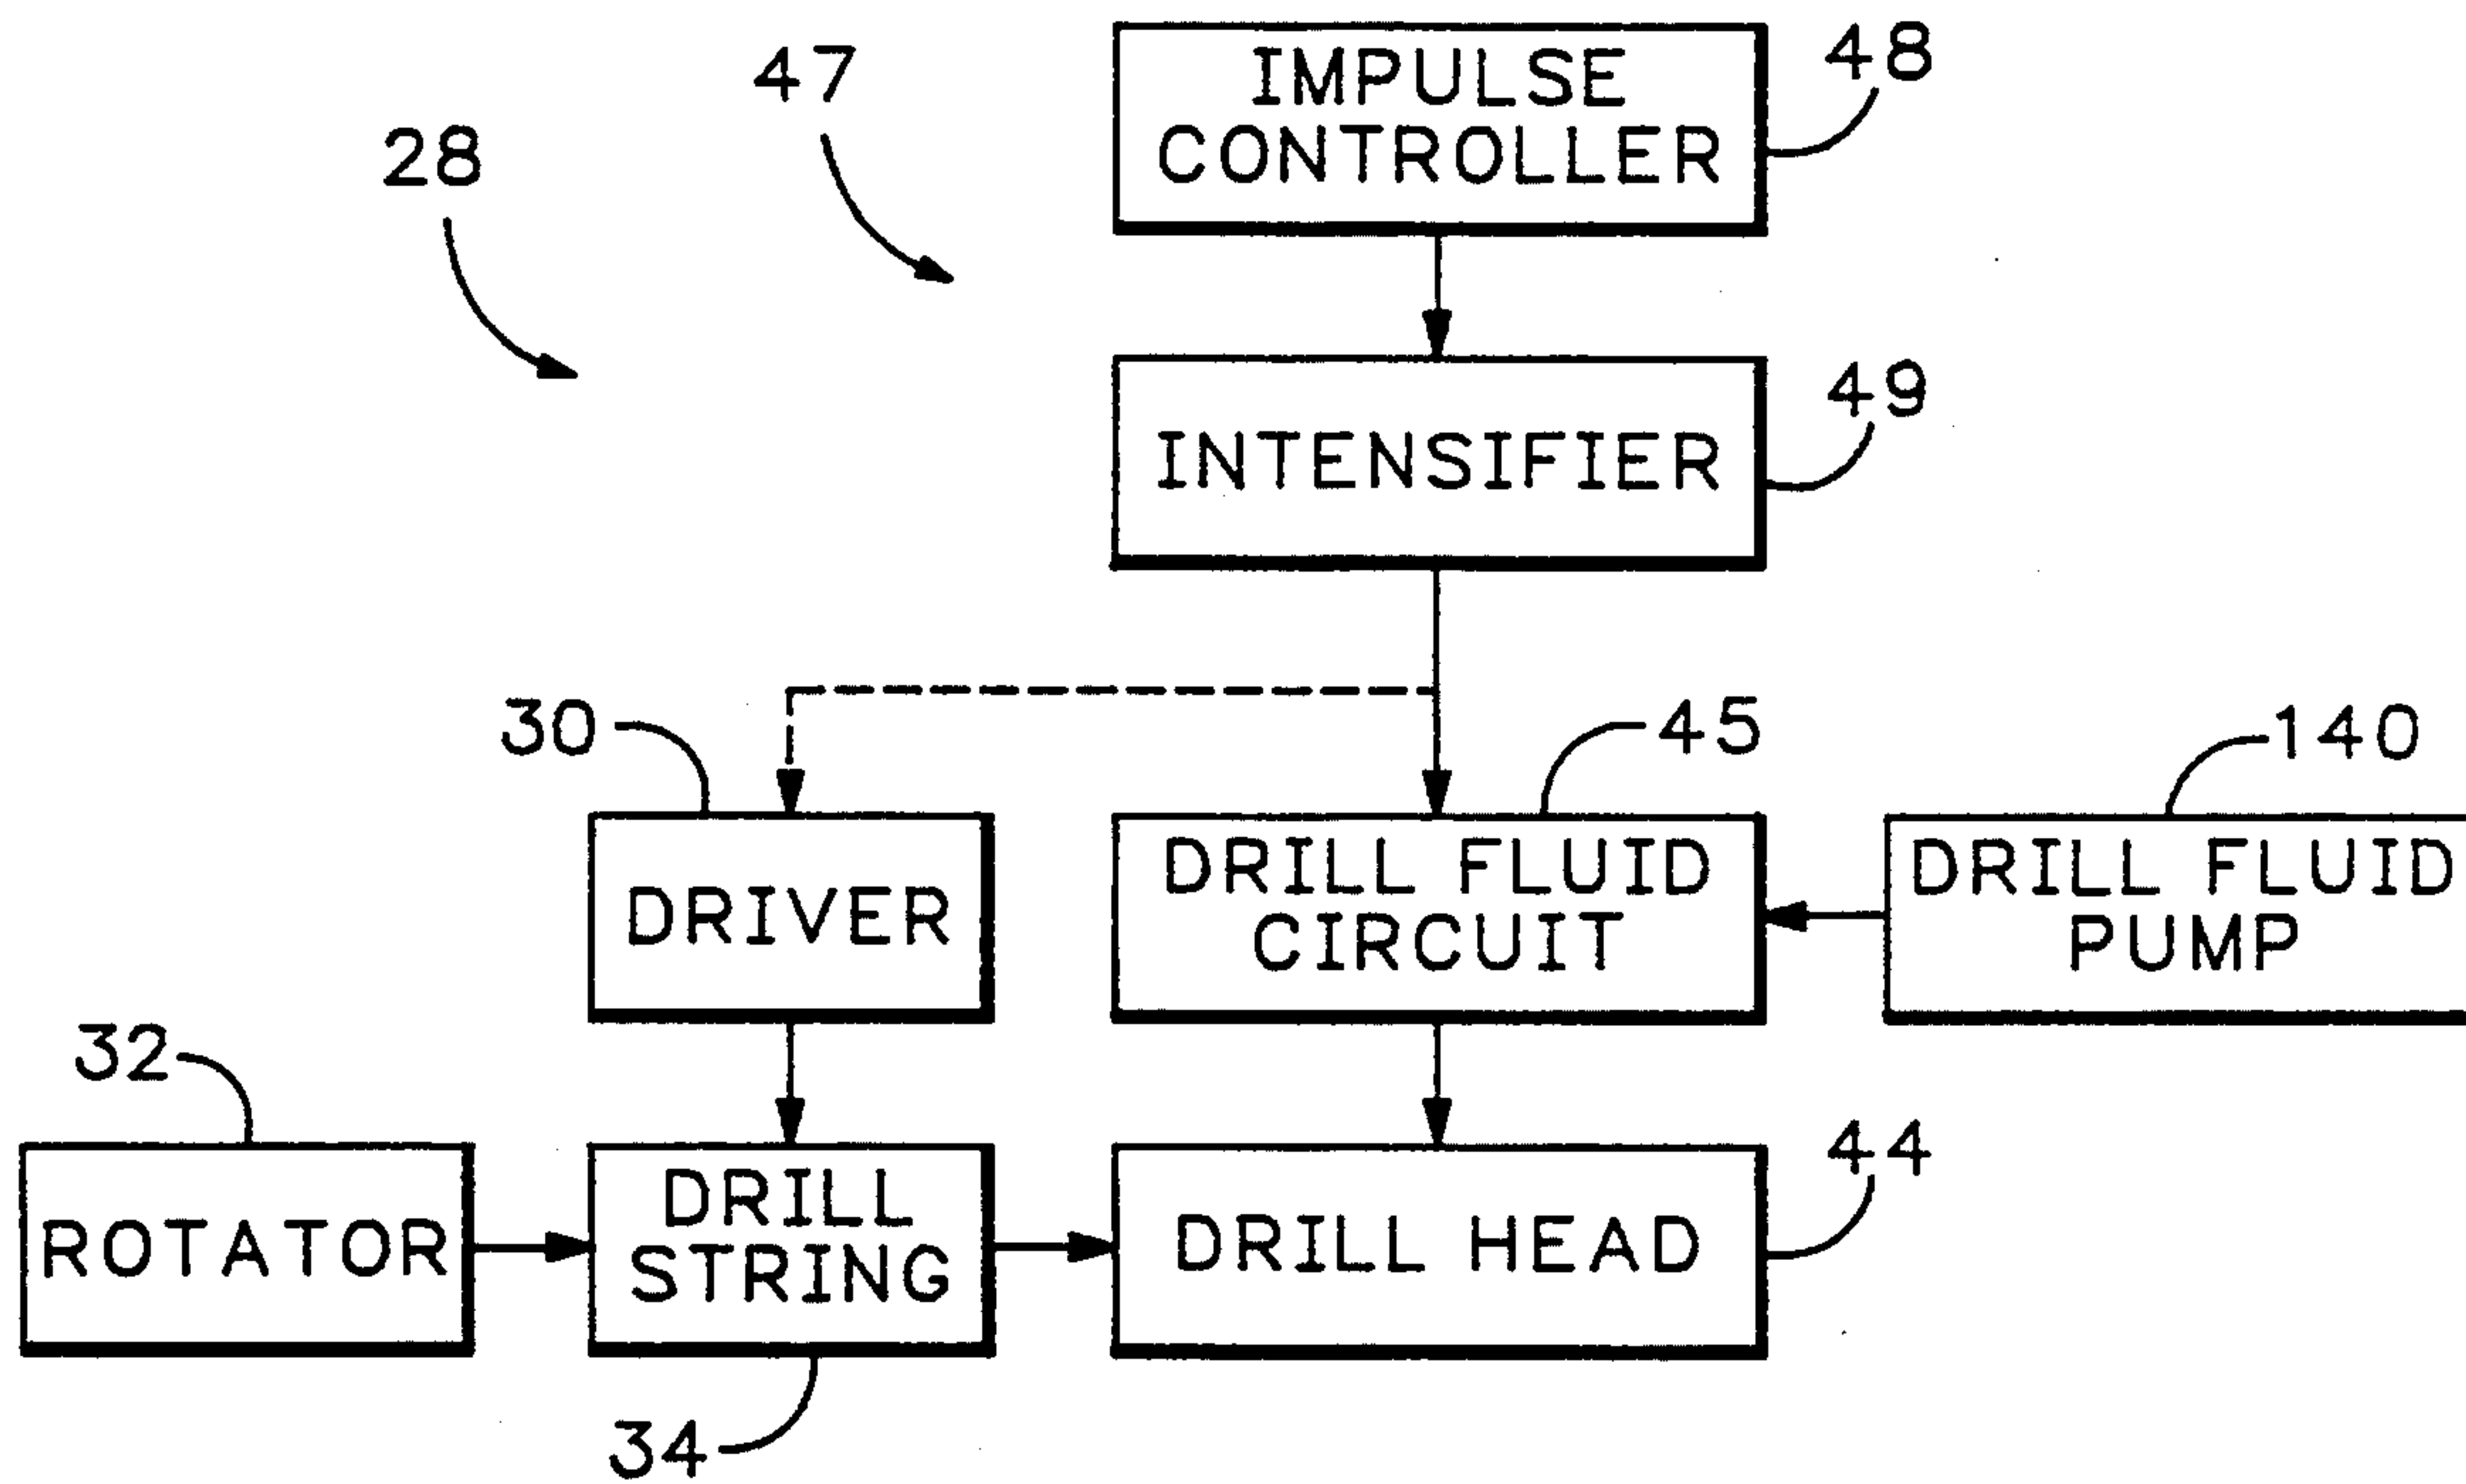 47
28
IMPULSE
CONTROLLER
48
INTENSIFIER
49
30
45
140
DRIVER
DRILL FLUID
CIRCUIT
DRILL FLUID
PUMP
32
ROTATOR
DRILL
STRING
DRILL HEAD
44
34